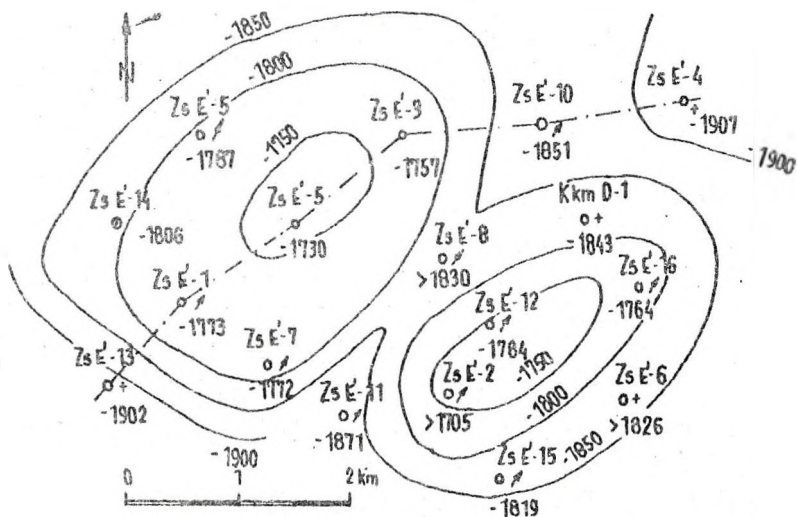 -1850
-1800
N
Zs E'-5
-1787
-1750
Zs E'-9
-1757
Zs E'-10
-1851
Zs E'-4
-1907
-1900
Zs E'-14
-1806
Zs E'-5
-1730
Kkm D-1
-1843
Zs E'-8
>1830
Zs E'-16
-1764
Zs E'-1
-1773
Zs E'-12
-1784
-1750
Zs E'-13
-1902
Zs E'-7
-1772
Zs E'-2
>1705
-1800
Zs E'-6
>1826
Zs E'-11
-1871
-1850
-1900
Zs E'-15
-1819
0 1 2 km